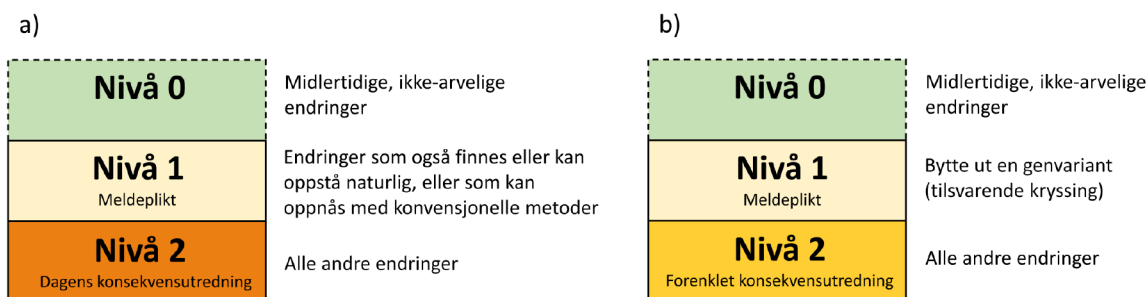 a)
Nivå 0
Midlertidige, ikke-arvelige
endringer
Nivå 1
Meldeplikt
Endringer som også finnes eller kan
oppstå naturlig, eller som kan
oppnås med konvensjonelle metoder
Nivå 2
Dagens konsekvensutredning
Alle andre endringer
b)
Nivå 0
Midlertidige, ikke-arvelige
endringer
Nivå 1
Meldeplikt
Bytte ut en genvariant
(tilsvarende kryssing)
Nivå 2
Forenklet konsekvensutredning
Alle andre endringer